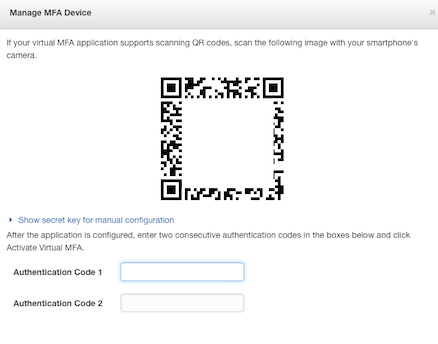 Manage MFA Device
If your virtual MFA application supports scanning QR codes, scan the following image with your smartphone's
camera.
Show secret key for manual configuration
After the application is configured, enter two consecutive authentication codes in the boxes below and click
Activate Virtual MFA.
Authentication Code 1
Authentication Code 2